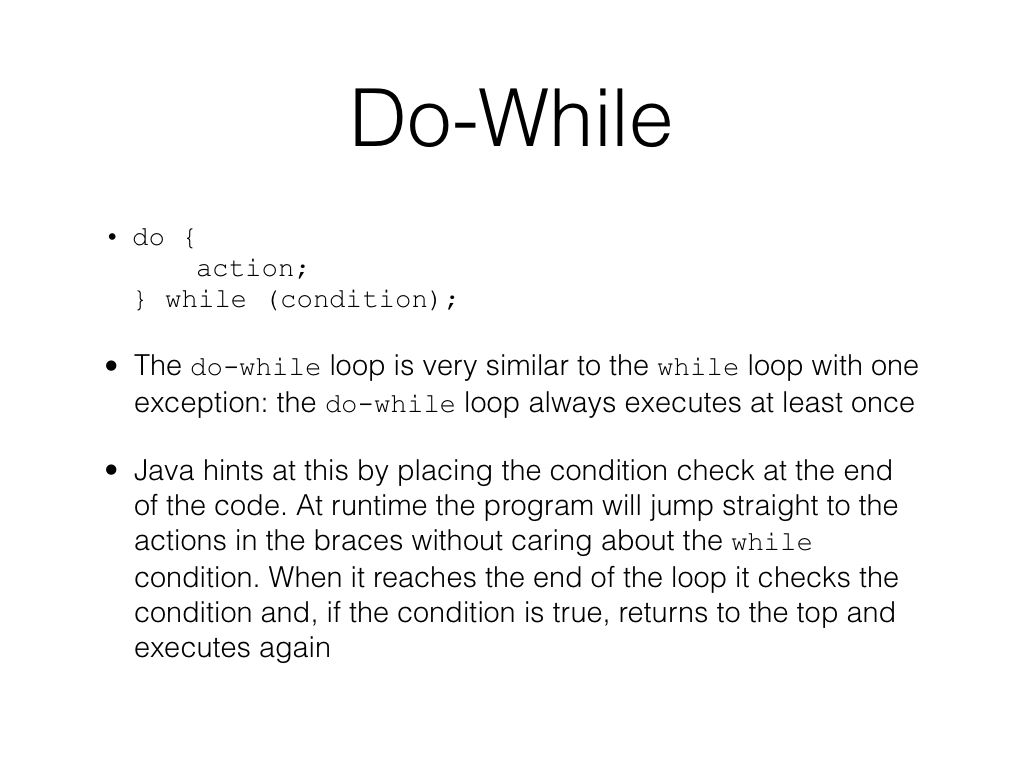 Do-While
• do {
action;
} while (condition);
• The do-while loop is very similar to the while loop with one
exception: the do-while loop always executes at least once
• Java hints at this by placing the condition check at the end
of the code. At runtime the program will jump straight to the
actions in the braces without caring about the while
condition. When it reaches the end of the loop it checks the
condition and, if the condition is true, returns to the top and
executes again